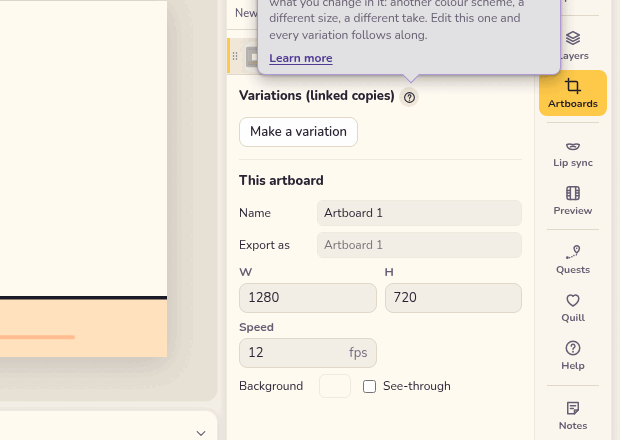 what you change in it: another colour scheme, a
different size, a different take. Edit this one and
every variation follows along.
Learn more
New
Layers
Variations (linked copies)
Make a variation
Artboards
This artboard
Name
Artboard 1
Export as
Artboard 1
W
H
1280
720
Speed
12
fps
Background
See-through
Lip sync
Preview
Quests
Quill
Help
Notes